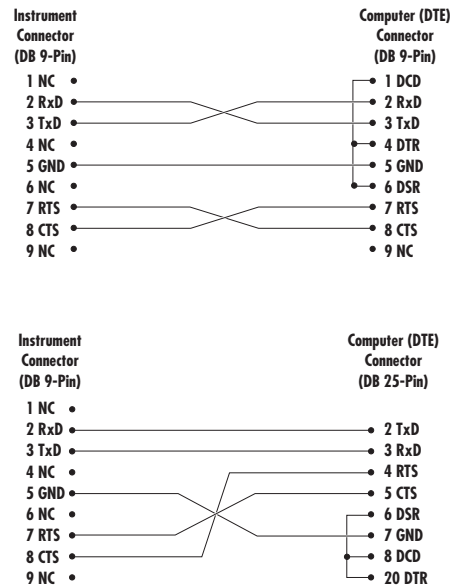 Instrument
Connector
(DB 9-Pin)
Computer (DTE)
Connector
(DB 9-Pin)
1 NC
1 DCD
2 RxD
2 RxD
3 TxD
3 TxD
4 NC
4 DTR
5 GND
5 GND
6 NC
6 DSR
7 RTS
7 RTS
8 CTS
8 CTS
9 NC
9 NC
Instrument
Connector
(DB 9-Pin)
Computer (DTE)
Connector
(DB 25-Pin)
1 NC
2 RxD
2 TxD
3 TxD
3 RxD
4 NC
4 RTS
5 GND
5 CTS
6 NC
6 DSR
7 RTS
7 GND
8 CTS
8 DCD
9 NC
20 DTR